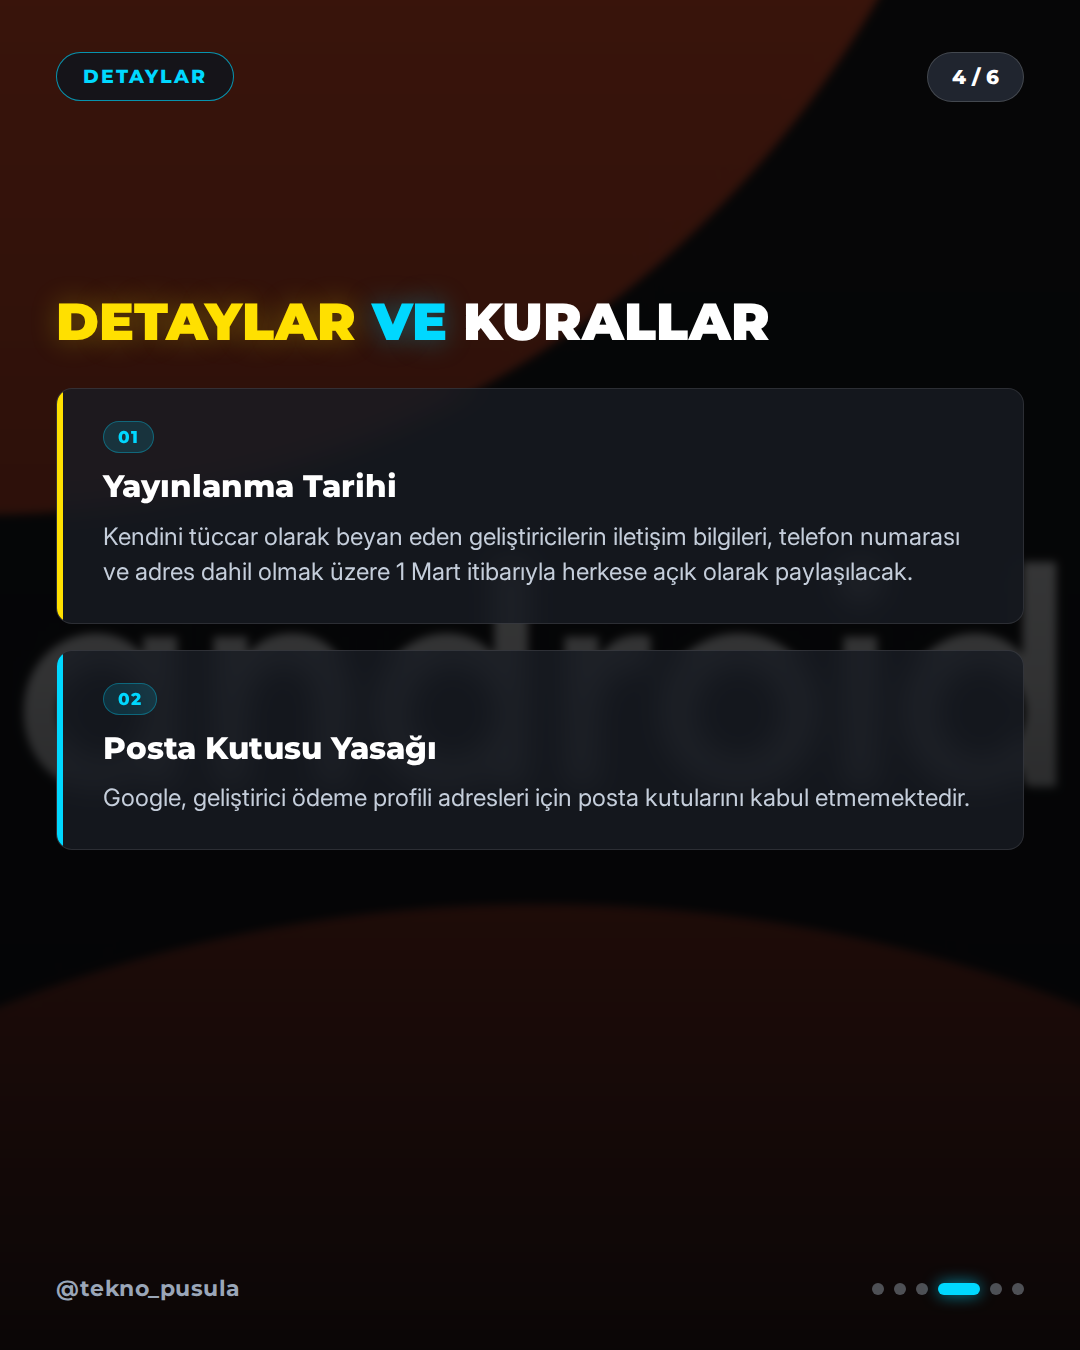 DETAYLAR
4 / 6
DETAYLAR VE KURALLAR
01
Yayınlanma Tarihi
Kendini tüccar olarak beyan eden geliştiricilerin iletişim bilgileri, telefon numarası
ve adres dahil olmak üzere 1 Mart itibarıyla herkese açık olarak paylaşılacak.
android
02
Posta Kutusu Yasağı
Google, geliştirici ödeme profili adresleri için posta kutularını kabul etmemektedir.
@tekno_pusula